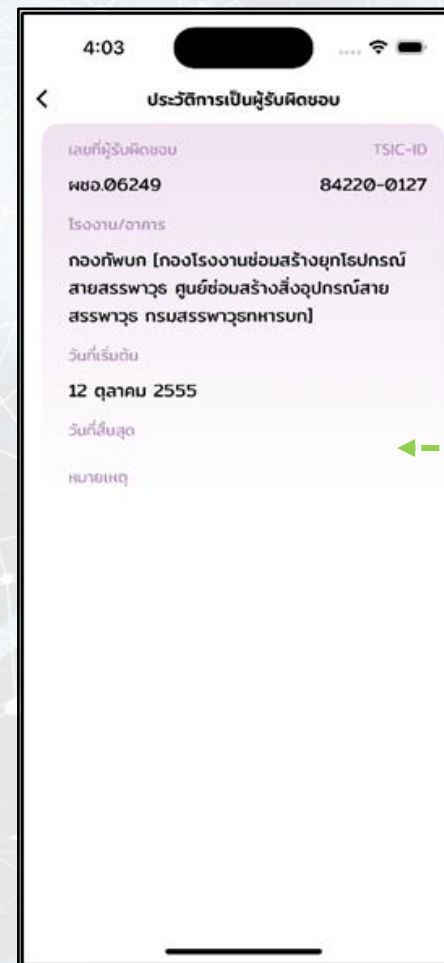 4:03
ประวัติการเป็นผู้รับผิดชอบ
เลขที่ผู้รับผิดชอบ TSIC-ID
ผชอ.06249 84220-0127
โรงงาน/อาคาร
กองทัพบก [กองโรงงานซ่อมสร้างยุทโธปกรณ์
สายสรรพาวุธ ศูนย์ซ่อมสร้างสิ่งอุปกรณ์สาย
สรรพาวุธ กรมสรรพาวุธทหารบก]
วันที่เริ่มต้น
12 ตุลาคม 2555
วันที่สิ้นสุด
หมายเหตุ